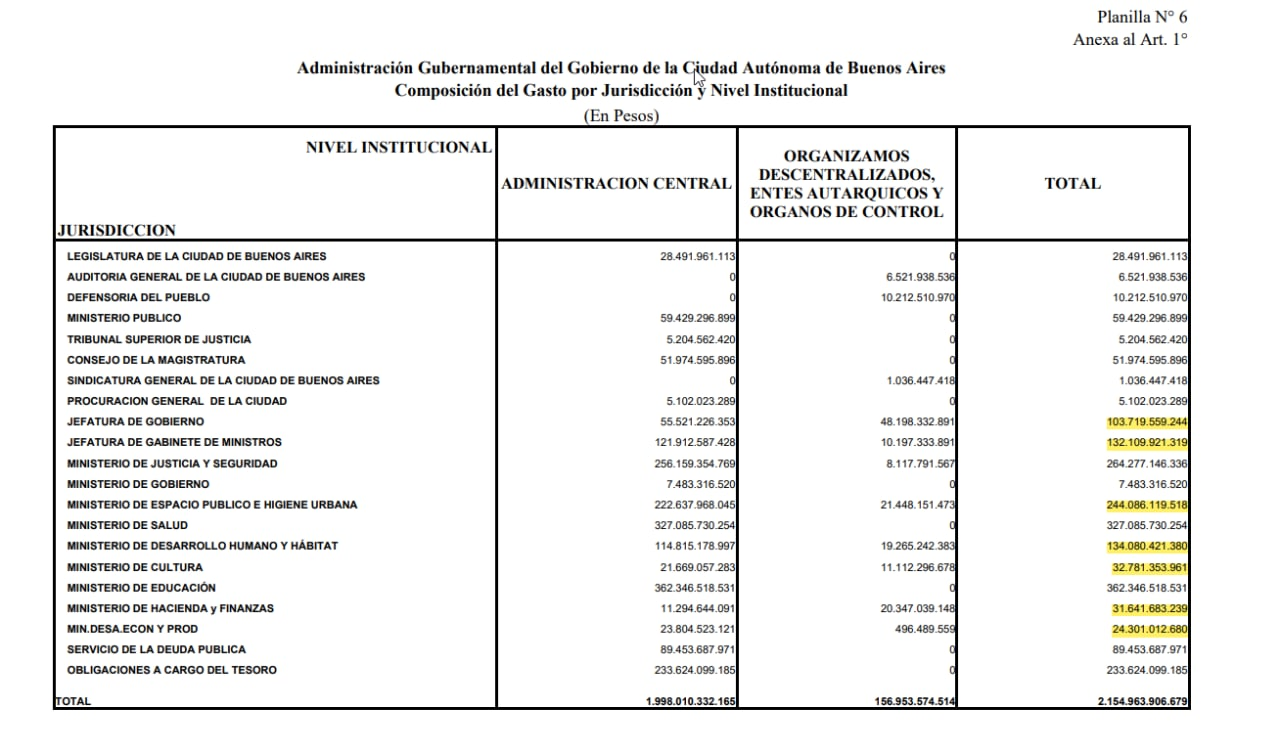 Planilla N° 6
Anexa al Art. 1°
Administración Gubernamental del Gobierno de la Ciudad Autónoma de Buenos Aires
Composición del Gasto por Jurisdicción y Nivel Institucional
(En Pesos)
NIVEL INSTITUCIONAL
JURISDICCION
ADMINISTRACION CENTRAL
ORGANIZAMOS
DESCENTRALIZADOS,
ENTES AUTARQUICOS Y
ORGANOS DE CONTROL
TOTAL
LEGISLATURA DE LA CIUDAD DE BUENOS AIRES 28.491.961.113 0 28.491.961.113
AUDITORIA GENERAL DE LA CIUDAD DE BUENOS AIRES 0 6.521.938.536 6.521.938.536
DEFENSORIA DEL PUEBLO 0 10.212.510.970 10.212.510.970
MINISTERIO PUBLICO 59.429.296.899 0 59.429.296.899
TRIBUNAL SUPERIOR DE JUSTICIA 5.204.562.420 0 5.204.562.420
CONSEJO DE LA MAGISTRATURA 51.974.595.896 0 51.974.595.896
SINDICATURA GENERAL DE LA CIUDAD DE BUENOS AIRES 0 1.036.447.418 1.036.447.418
PROCURACION GENERAL DE LA CIUDAD 5.102.023.289 0 5.102.023.289
JEFATURA DE GOBIERNO 55.521.226.353 48.198.332.891 103.719.559.244
JEFATURA DE GABINETE DE MINISTROS 121.912.587.428 10.197.333.891 132.109.921.319
MINISTERIO DE JUSTICIA Y SEGURIDAD 256.159.354.769 8.117.791.567 264.277.146.336
MINISTERIO DE GOBIERNO 7.483.316.520 0 7.483.316.520
MINISTERIO DE ESPACIO PUBLICO E HIGIENE URBANA 222.637.968.045 21.448.151.473 244.086.119.518
MINISTERIO DE SALUD 327.085.730.254 0 327.085.730.254
MINISTERIO DE DESARROLLO HUMANO Y HÁBITAT 114.815.178.997 19.265.242.383 134.080.421.380
MINISTERIO DE CULTURA 21.669.057.283 11.112.296.678 32.781.353.961
MINISTERIO DE EDUCACIÓN 362.346.518.531 0 362.346.518.531
MINISTERIO DE HACIENDA y FINANZAS 11.294.644.091 20.347.039.148 31.641.683.239
MIN.DESA.ECON Y PROD 23.804.523.121 496.489.559 24.301.012.680
SERVICIO DE LA DEUDA PUBLICA 89.453.687.971 0 89.453.687.971
OBLIGACIONES A CARGO DEL TESORO 233.624.099.185 0 233.624.099.185
TOTAL 1.998.010.332.165 156.953.574.514 2.154.963.906.679